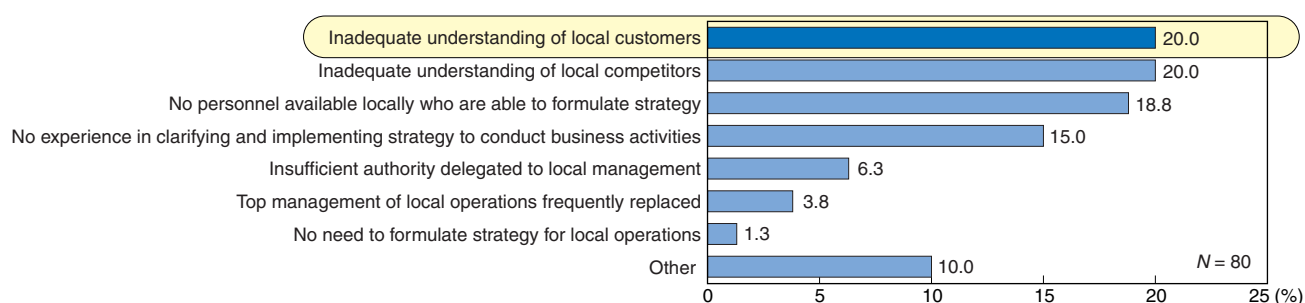 Inadequate understanding of local customers 20.0
Inadequate understanding of local competitors 20.0
No personnel available locally who are able to formulate strategy 18.8
No experience in clarifying and implementing strategy to conduct business activities 15.0
Insufficient authority delegated to local management 6.3
Top management of local operations frequently replaced 3.8
No need to formulate strategy for local operations 1.3
Other 10.0 N = 80
0 5 10 15 20 25 (%)